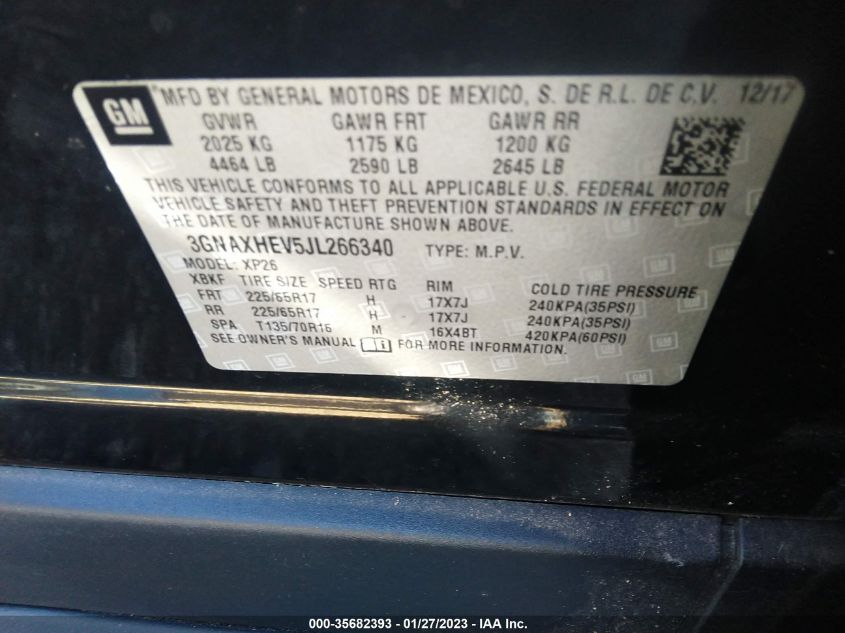 GM MFD BY GENERAL MOTORS DE MEXICO, S. DE R.L. DE C.V. 12/17
GVWR GAWR FRT GAWR RR
2025 KG 1175 KG 1200 KG
4464 LB 2590 LB 2645 LB
THIS VEHICLE CONFORMS TO ALL APPLICABLE U.S. FEDERAL MOTOR
VEHICLE SAFETY AND THEFT PREVENTION STANDARDS IN EFFECT ON
THE DATE OF MANUFACTURE SHOWN ABOVE.
3GNAXHEV5JL266340 TYPE: M.P.V.
MODEL: XP26
XBKF TIRE SIZE SPEED RTG RIM COLD TIRE PRESSURE
FRT 225/65R17 H 17X7J 240KPA(35PSI)
RR 225/65R17 H 17X7J 240KPA(35PSI)
SPA T135/70R16 M 16X4BT 420KPA(60PSI)
SEE OWNER'S MANUAL FOR MORE INFORMATION.
000-35682393 - 01/27/2023 - IAA Inc.